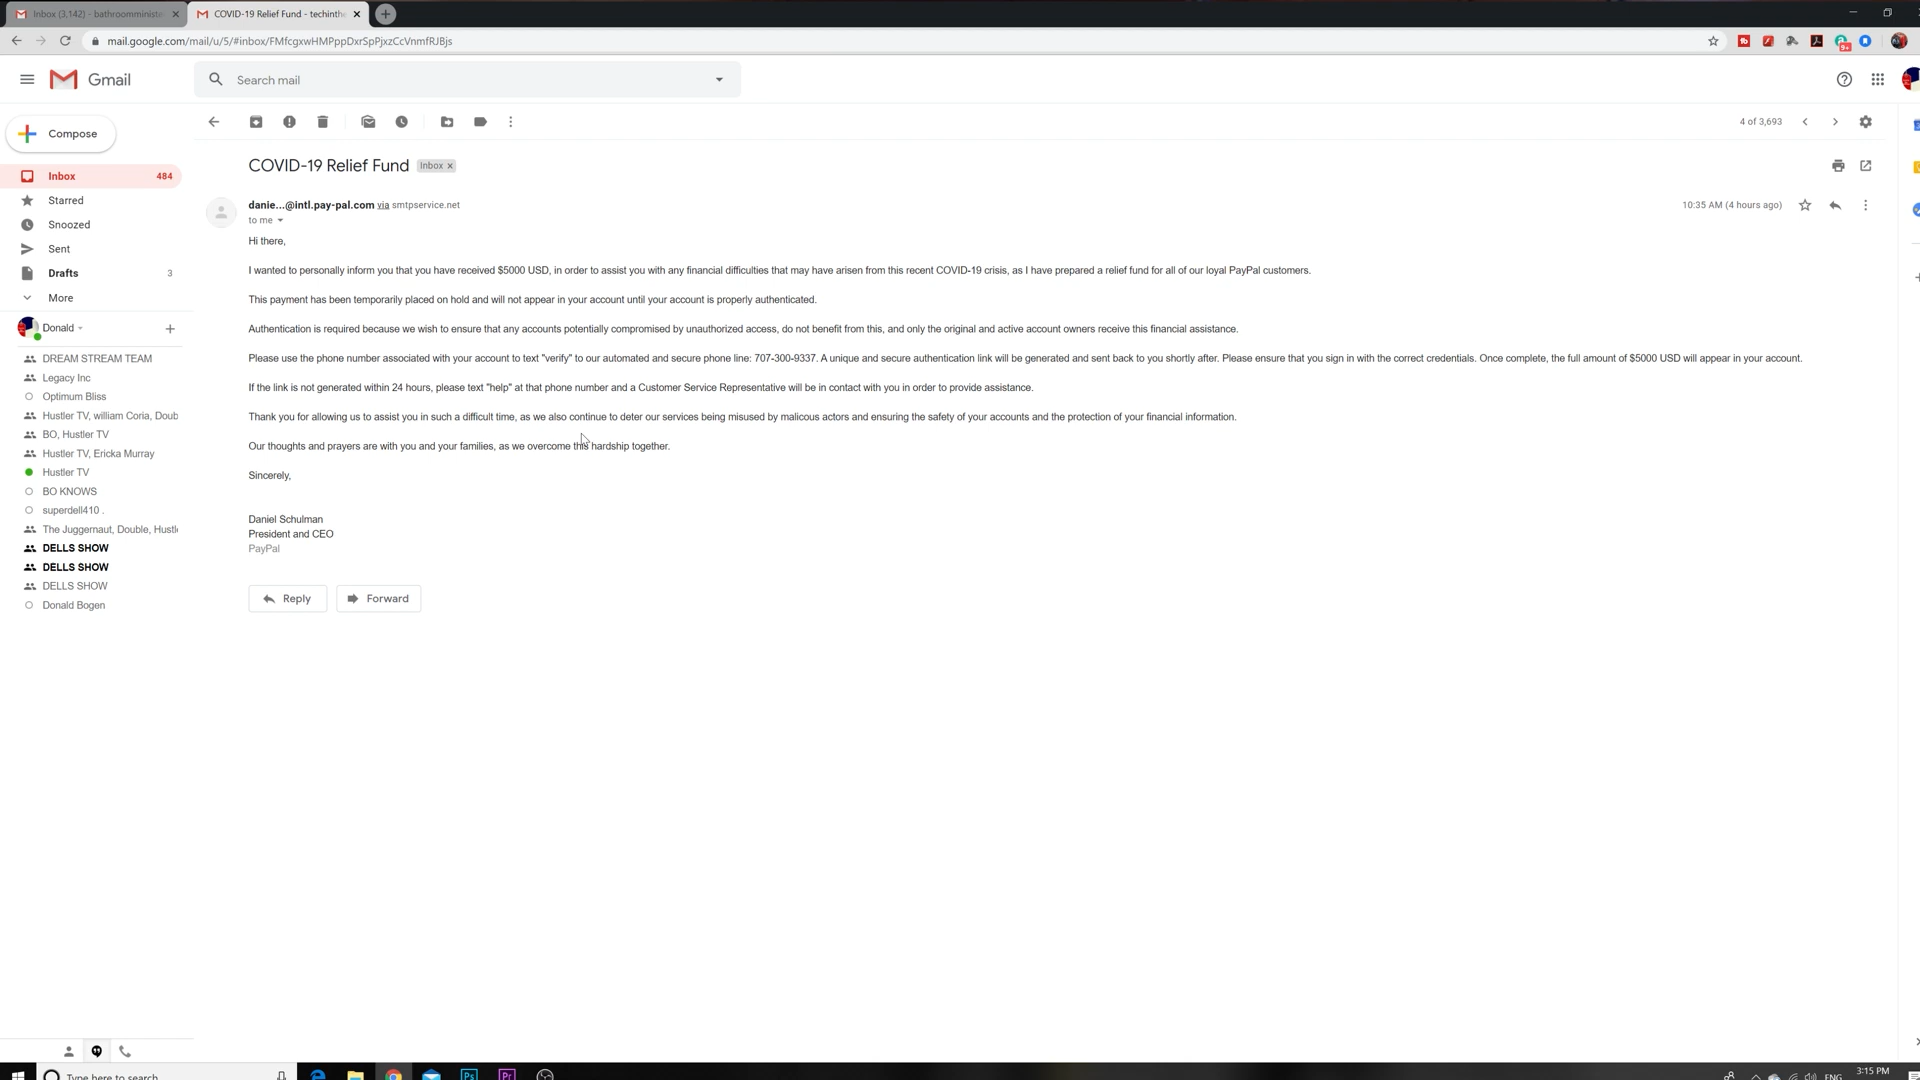 Inbox (3,142) - bathroomministe
COVID-19 Relief Fund - techinthe
mail.google.com/mail/u/5/#inbox/FMfcgxwHMPppDxrSpPjxzCcVnmfRJBjs
9+
Gmail
Search mail
Compose
4 of 3,693
COVID-19 Relief Fund Inbox x
Inbox 484
Starred
Snoozed
Sent
Drafts 3
More
Donald
DREAM STREAM TEAM
Legacy Inc
Optimum Bliss
Hustler TV, william Coria, Doub
BO, Hustler TV
Hustler TV, Ericka Murray
Hustler TV
BO KNOWS
superdell410 .
The Juggernaut, Double, Hustl
DELLS SHOW
DELLS SHOW
DELLS SHOW
Donald Bogen
danie...@intl.pay-pal.com via smtpservice.net
10:35 AM (4 hours ago)
to me
Hi there,
I wanted to personally inform you that you have received $5000 USD, in order to assist you with any financial difficulties that may have arisen from this recent COVID-19 crisis, as I have prepared a relief fund for all of our loyal PayPal customers.
This payment has been temporarily placed on hold and will not appear in your account until your account is properly authenticated.
Authentication is required because we wish to ensure that any accounts potentially compromised by unauthorized access, do not benefit from this, and only the original and active account owners receive this financial assistance.
Please use the phone number associated with your account to text "verify" to our automated and secure phone line: 707-300-9337. A unique and secure authentication link will be generated and sent back to you shortly after. Please ensure that you sign in with the correct credentials. Once complete, the full amount of $5000 USD will appear in your account.
If the link is not generated within 24 hours, please text "help" at that phone number and a Customer Service Representative will be in contact with you in order to provide assistance.
Thank you for allowing us to assist you in such a difficult time, as we also continue to deter our services being misused by malicous actors and ensuring the safety of your accounts and the protection of your financial information.
Our thoughts and prayers are with you and your families, as we overcome this hardship together.
Sincerely,
Daniel Schulman
President and CEO
PayPal
Reply
Forward
Type here to search
Ps
Pr
ENG
3:15 PM